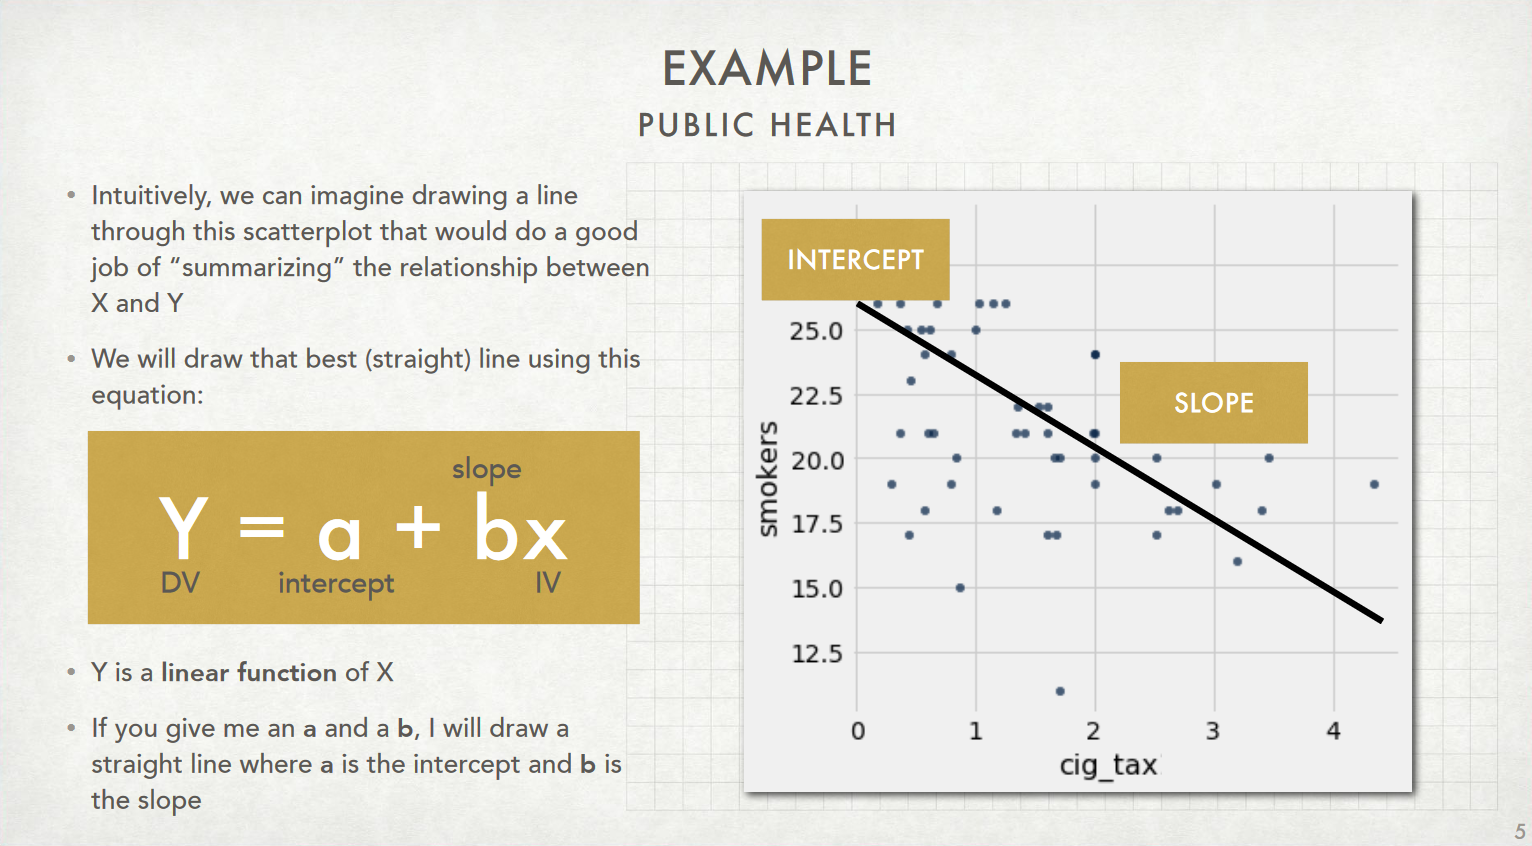 EXAMPLE
PUBLIC HEALTH
• Intuitively, we can imagine drawing a line
through this scatterplot that would do a good
job of “summarizing” the relationship between
X and Y
• We will draw that best (straight) line using this
equation:
slope
Y = a + bx
DV intercept IV
• Y is a linear function of X
• If you give me an a and a b, I will draw a
straight line where a is the intercept and b is
the slope
INTERCEPT
SLOPE
25.0
22.5
20.0
17.5
15.0
12.5
smokers
0 1 2 3 4
cig_tax
5